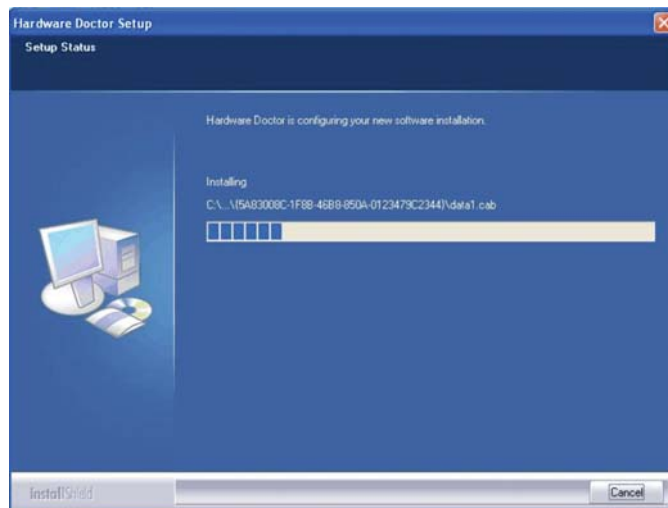 Hardware Doctor Setup
Setup Status
Hardware Doctor is configuring your new software installation.
Installing
C:\...\{5A83008C-1F8B-46B8-850A-0123479C2344}\data1.cab
InstallShield
Cancel